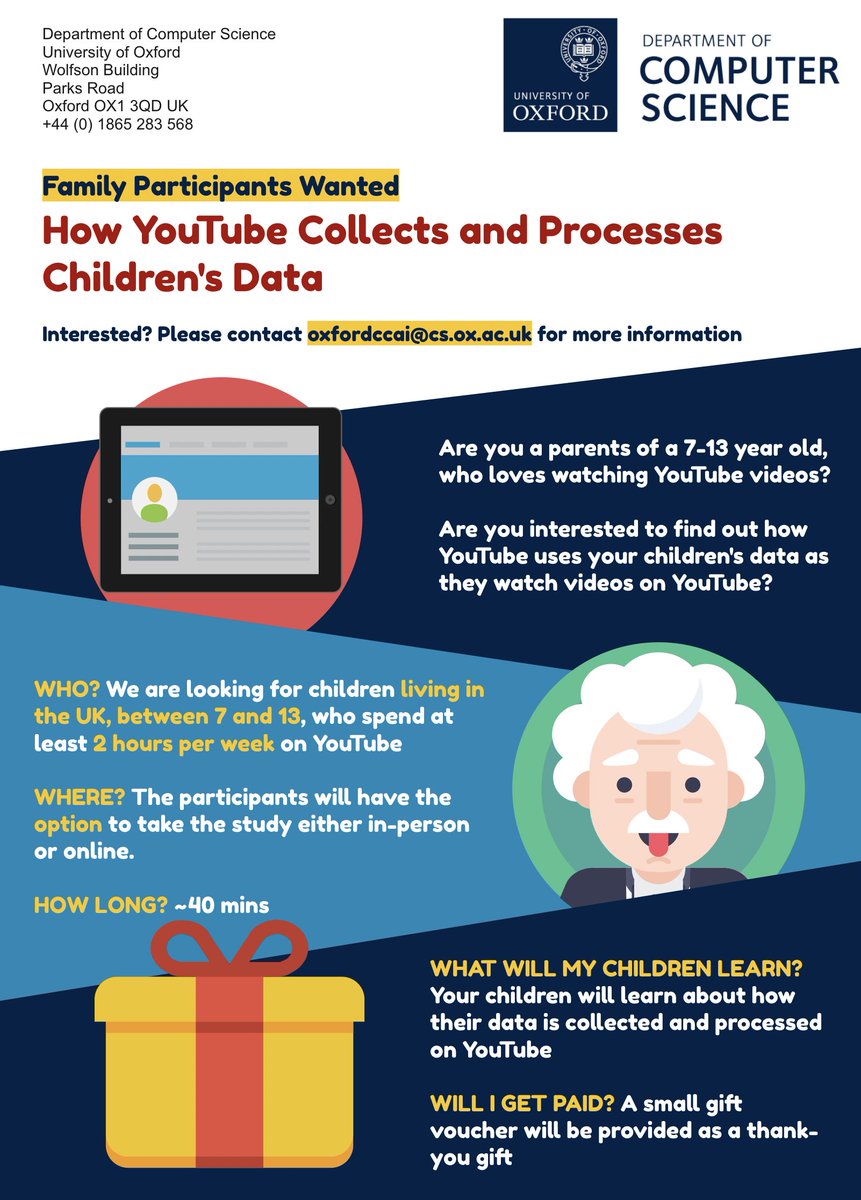 Department of Computer Science
University of Oxford
Wolfson Building
Parks Road
Oxford OX1 3QD UK
+44 (0) 1865 283 568
UNIVERSITY OF
OXFORD
DEPARTMENT OF
COMPUTER
SCIENCE
Family Participants Wanted
How YouTube Collects and Processes
Children's Data
Interested? Please contact oxfordccai@cs.ox.ac.uk for more information
Are you a parents of a 7-13 year old,
who loves watching YouTube videos?
Are you interested to find out how
YouTube uses your children's data as
they watch videos on YouTube?
WHO? We are looking for children living in
the UK, between 7 and 13, who spend at
least 2 hours per week on YouTube
WHERE? The participants will have the
option to take the study either in-person
or online.
HOW LONG? ~40 mins
WHAT WILL MY CHILDREN LEARN?
Your children will learn about how
their data is collected and processed
on YouTube
WILL I GET PAID? A small gift
voucher will be provided as a thank-
you gift